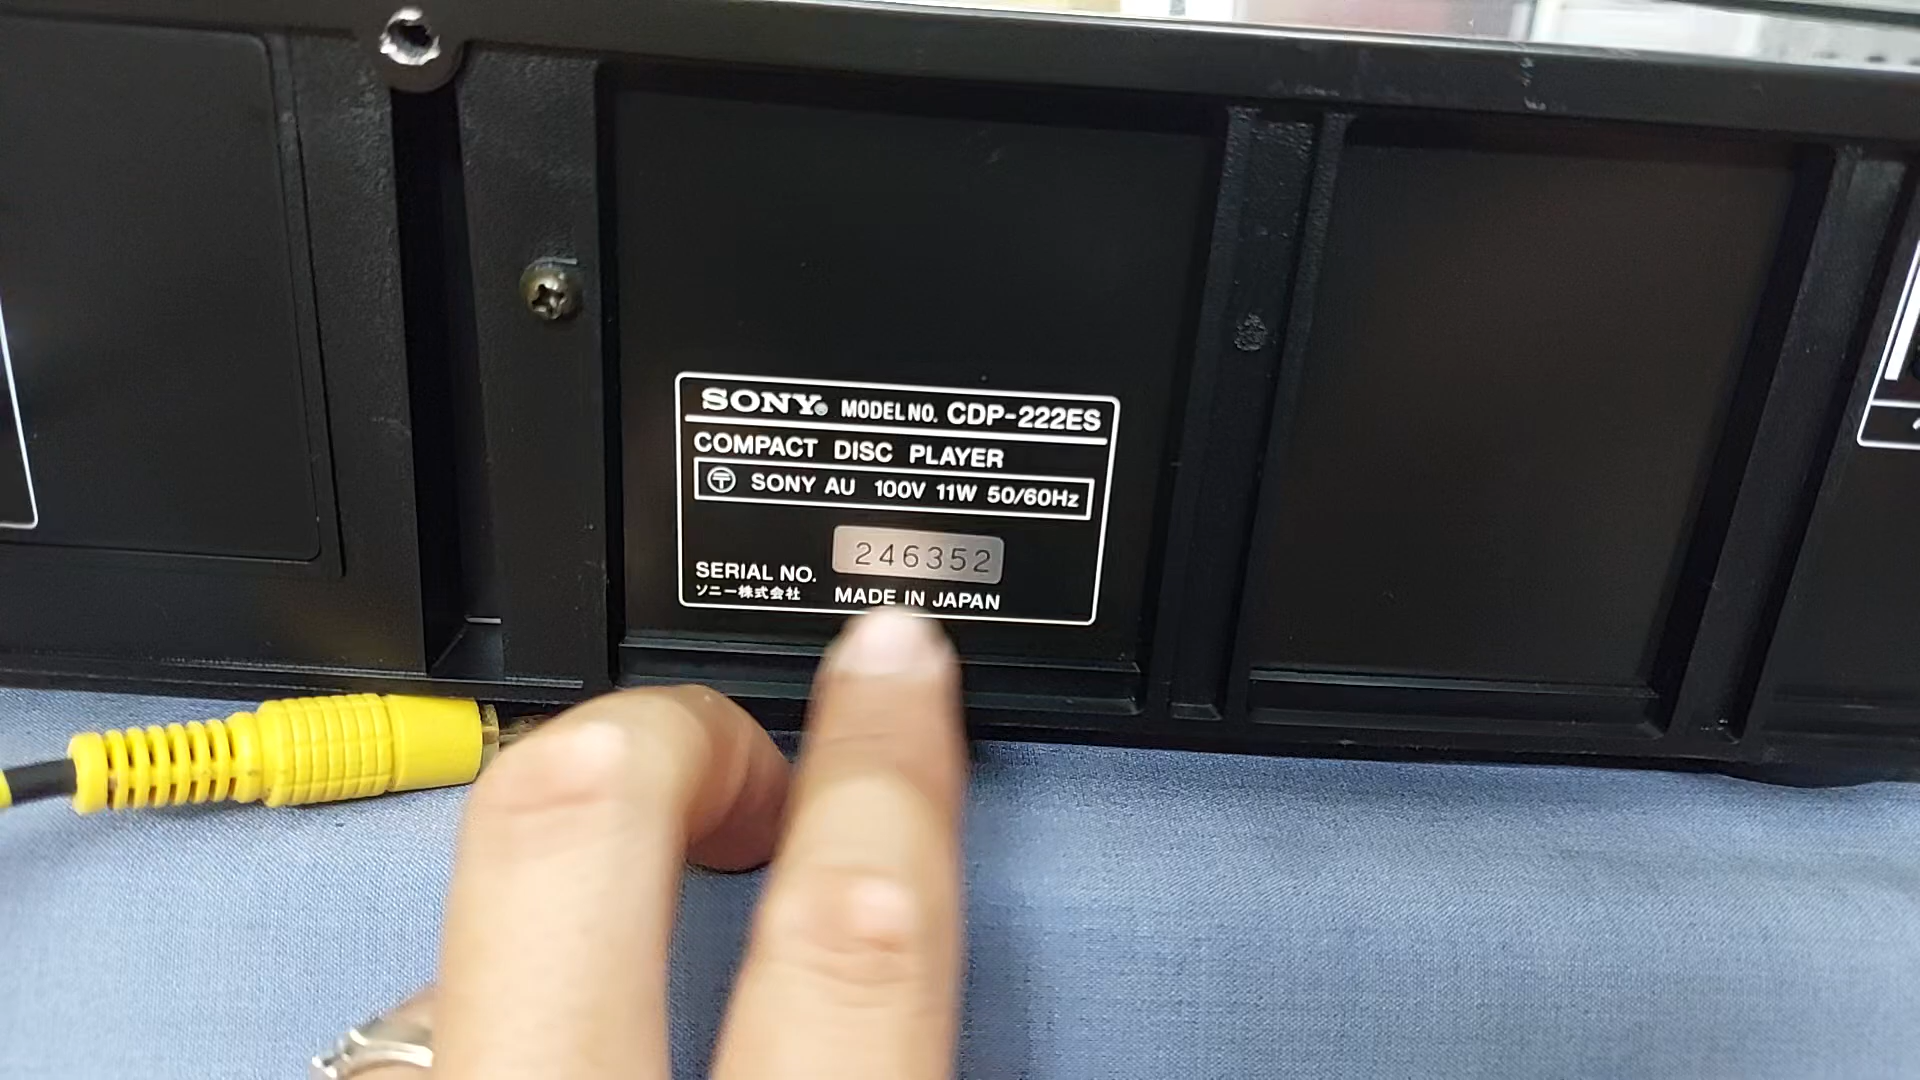 SONY® MODEL NO. CDP-222ES
COMPACT DISC PLAYER
〶 SONY AU 100V 11W 50/60Hz
SERIAL NO. 246352
ソニー株式会社 MADE IN JAPAN